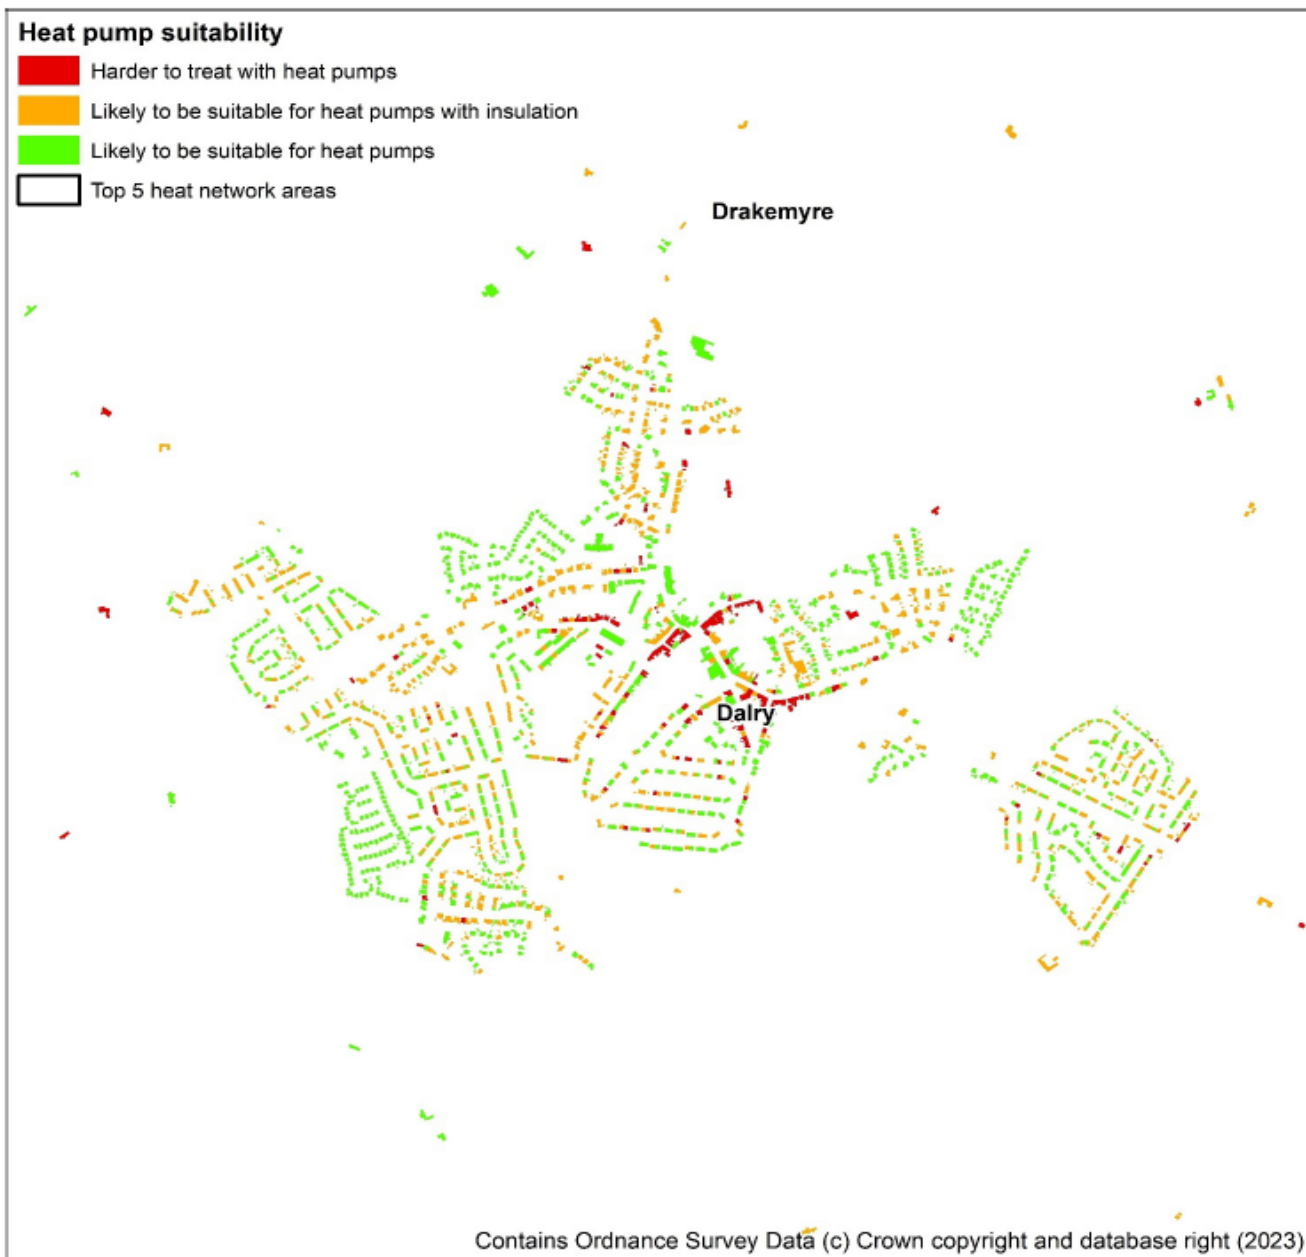 Heat pump suitability
Harder to treat with heat pumps
Likely to be suitable for heat pumps with insulation
Likely to be suitable for heat pumps
Top 5 heat network areas
Drakemyre
Dalry
Contains Ordnance Survey Data (c) Crown copyright and database right (2023)